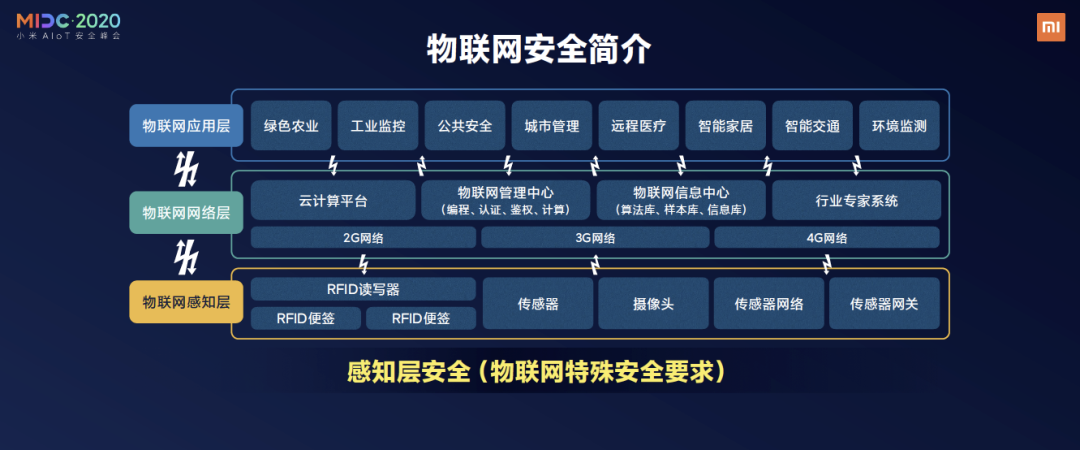 MIDC·2020
小米 AIoT 安全峰会
mi
物联网安全简介
物联网应用层
绿色农业
工业监控
公共安全
城市管理
远程医疗
智能家居
智能交通
环境监测
物联网网络层
云计算平台
物联网管理中心
（编程、认证、鉴权、计算）
物联网信息中心
（算法库、样本库、信息库）
行业专家系统
2G网络
3G网络
4G网络
物联网感知层
RFID读写器
RFID便签
RFID便签
传感器
摄像头
传感器网络
传感器网关
感知层安全（物联网特殊安全要求）